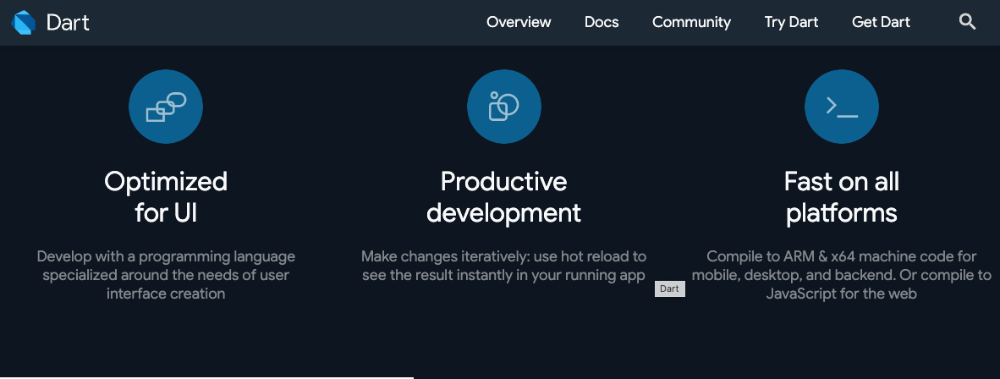 Dart
Overview
Docs
Community
Try Dart
Get Dart
Optimized
for UI
Develop with a programming language
specialized around the needs of user
interface creation
Productive
development
Make changes iteratively: use hot reload to
see the result instantly in your running app
Dart
Fast on all
platforms
Compile to ARM & x64 machine code for
mobile, desktop, and backend. Or compile to
JavaScript for the web